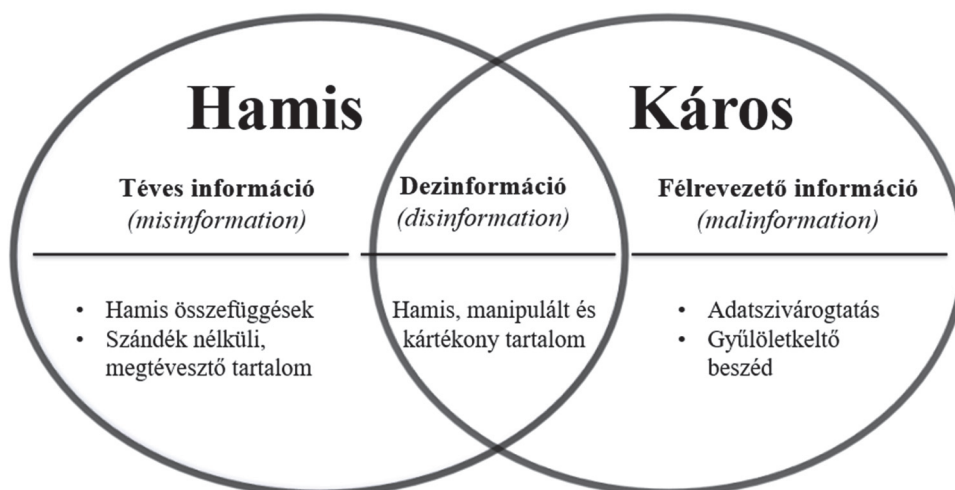 Hamis
Téves információ
(misinformation)
• Hamis összefüggések
• Szándék nélküli,
megtévesztő tartalom
Dezinformáció
(disinformation)
Hamis, manipulált és
kártékony tartalom
Káros
Félrevezető információ
(malinformation)
• Adatszivárogtatás
• Gyűlöletkeltő
beszéd